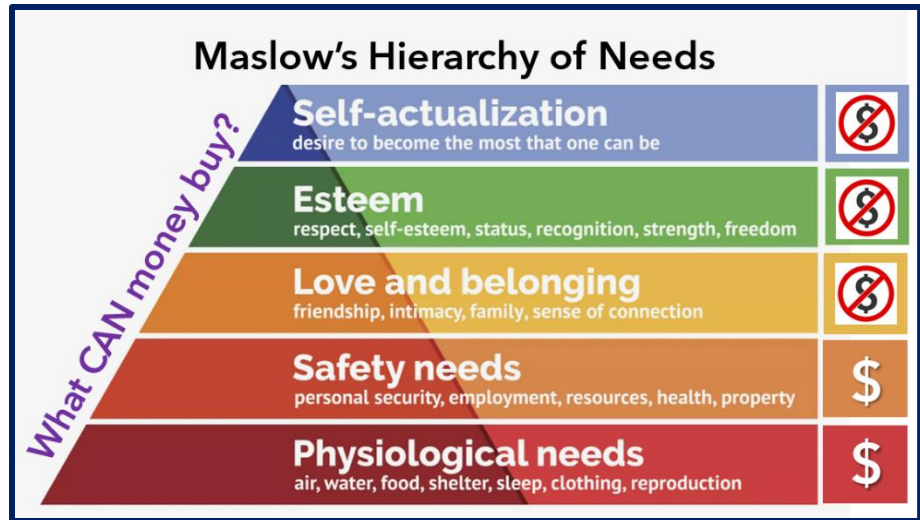 Maslow's Hierarchy of Needs
What CAN money buy?
Self-actualization
desire to become the most that one can be
$
Esteem
respect, self-esteem, status, recognition, strength, freedom
$
Love and belonging
friendship, intimacy, family, sense of connection
$
Safety needs
personal security, employment, resources, health, property
$
Physiological needs
air, water, food, shelter, sleep, clothing, reproduction
$